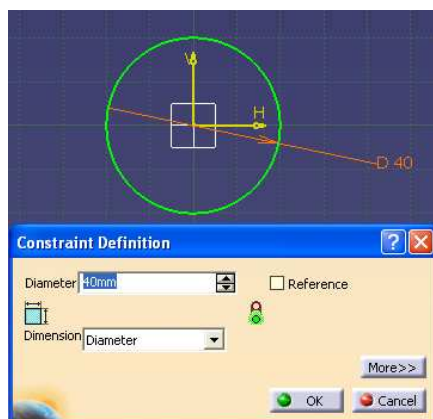 V
H
D 40
Constraint Definition
Diameter 40mm
Reference
Dimension Diameter
More>>
OK Cancel